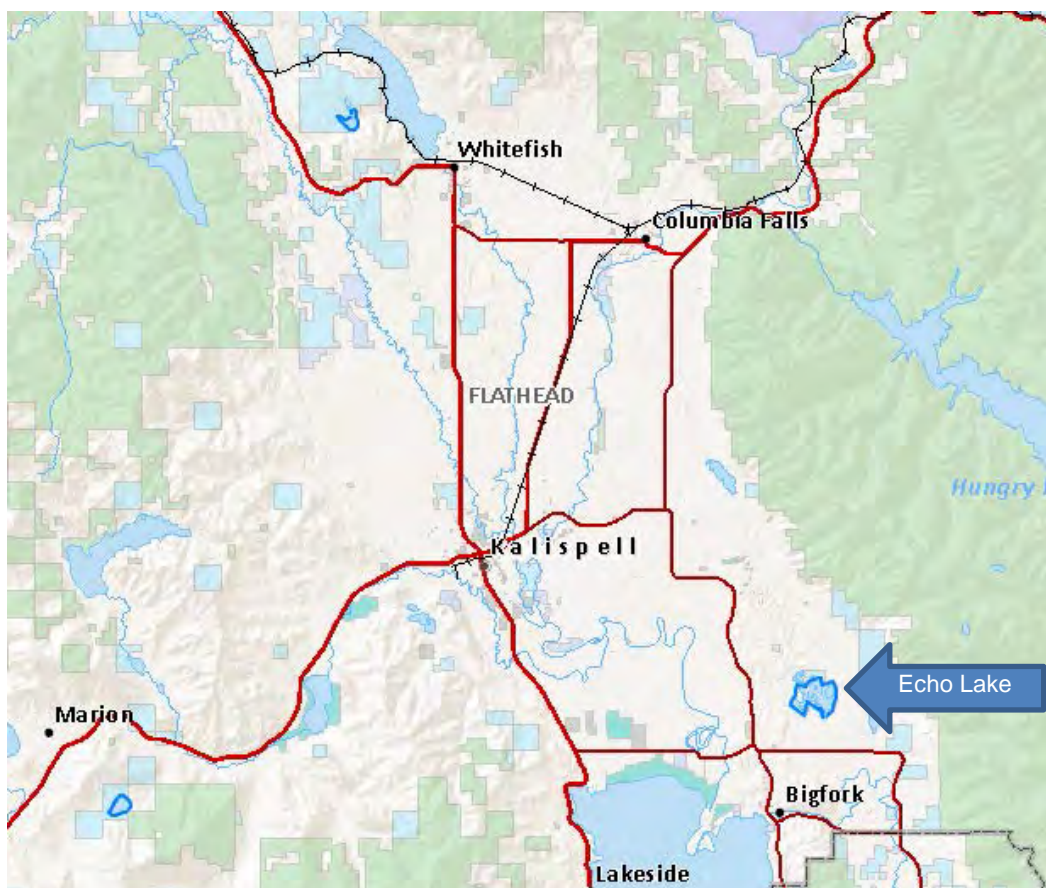 Whitefish
Columbia Falls
FLATHEAD
Hungry
Kalispell
Echo Lake
Marion
Bigfork
Lakeside